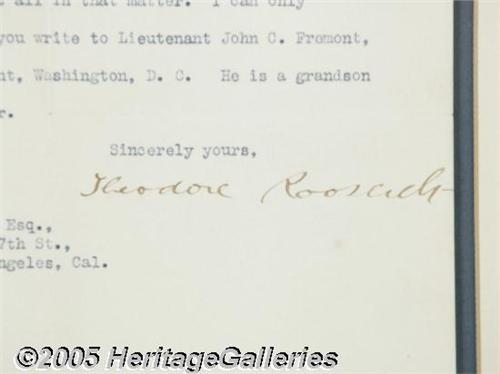 t all in that matter. I can only
you write to Lieutenant John C. Fremont,
nt, Washington, D. C. He is a grandson
r.
Sincerely yours,
Theodore Roosevelt
Esq.,
7th St.,
ngeles, Cal.
©2005 HeritageGalleries